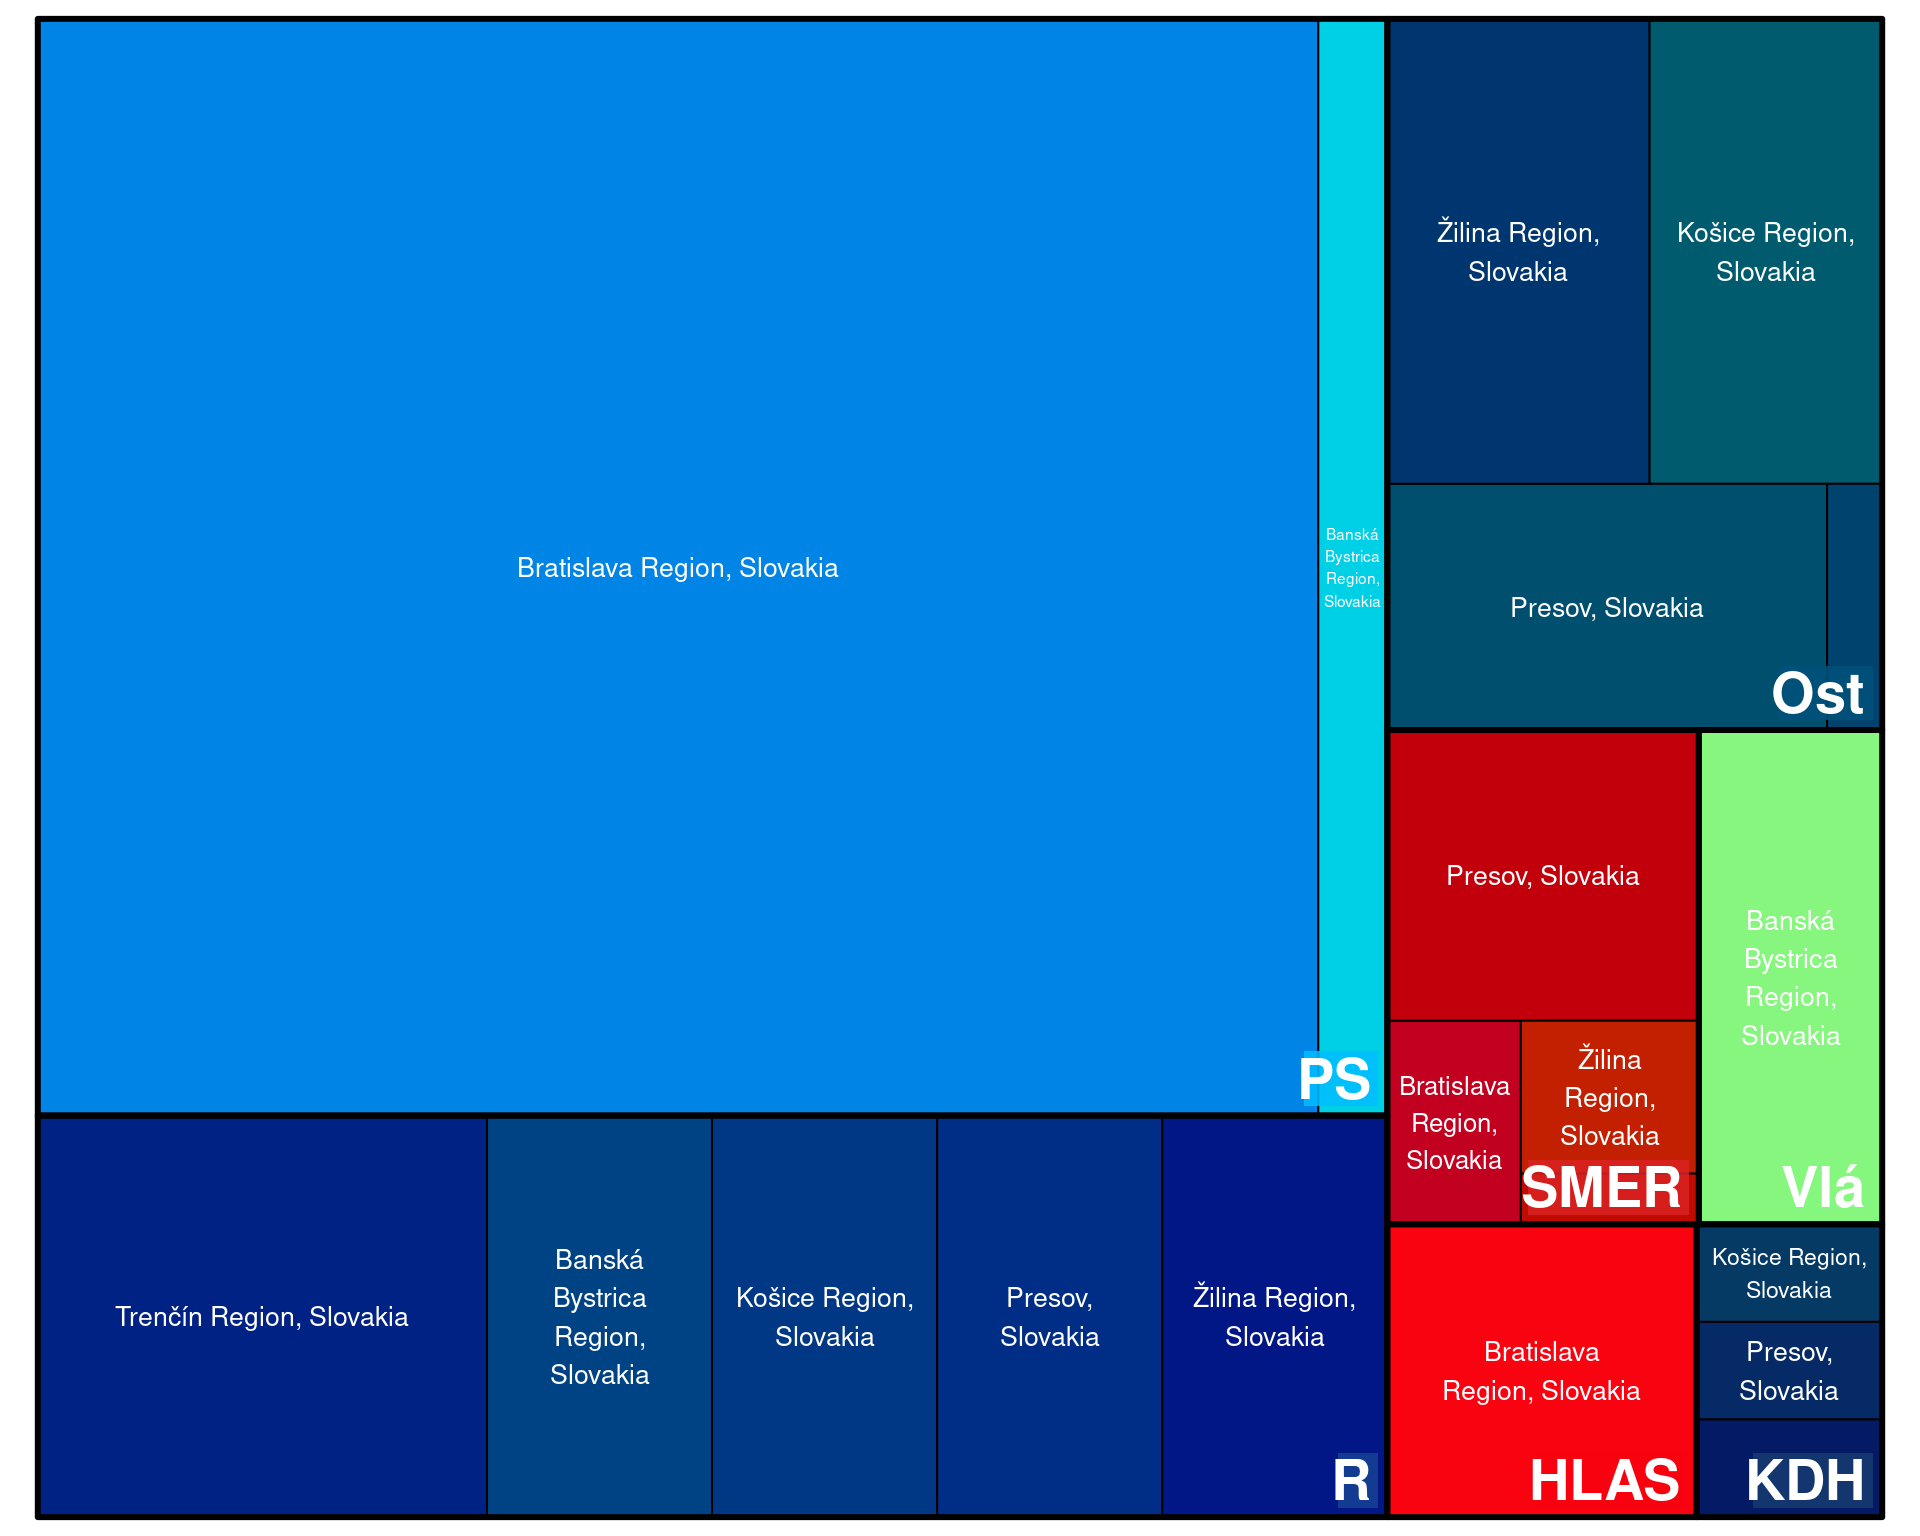 Bratislava Region, Slovakia
Banská
Bystrica
Region,
Slovakia
PS
Trenčín Region, Slovakia
Banská
Bystrica
Region,
Slovakia
Košice Region,
Slovakia
Presov,
Slovakia
Žilina Region,
Slovakia
R
Žilina Region,
Slovakia
Košice Region,
Slovakia
Presov, Slovakia
Ost
Presov, Slovakia
Bratislava
Region,
Slovakia
Žilina
Region,
Slovakia
SMER
Banská
Bystrica
Region,
Slovakia
Vlá
Bratislava
Region, Slovakia
HLAS
Košice Region,
Slovakia
Presov,
Slovakia
KDH